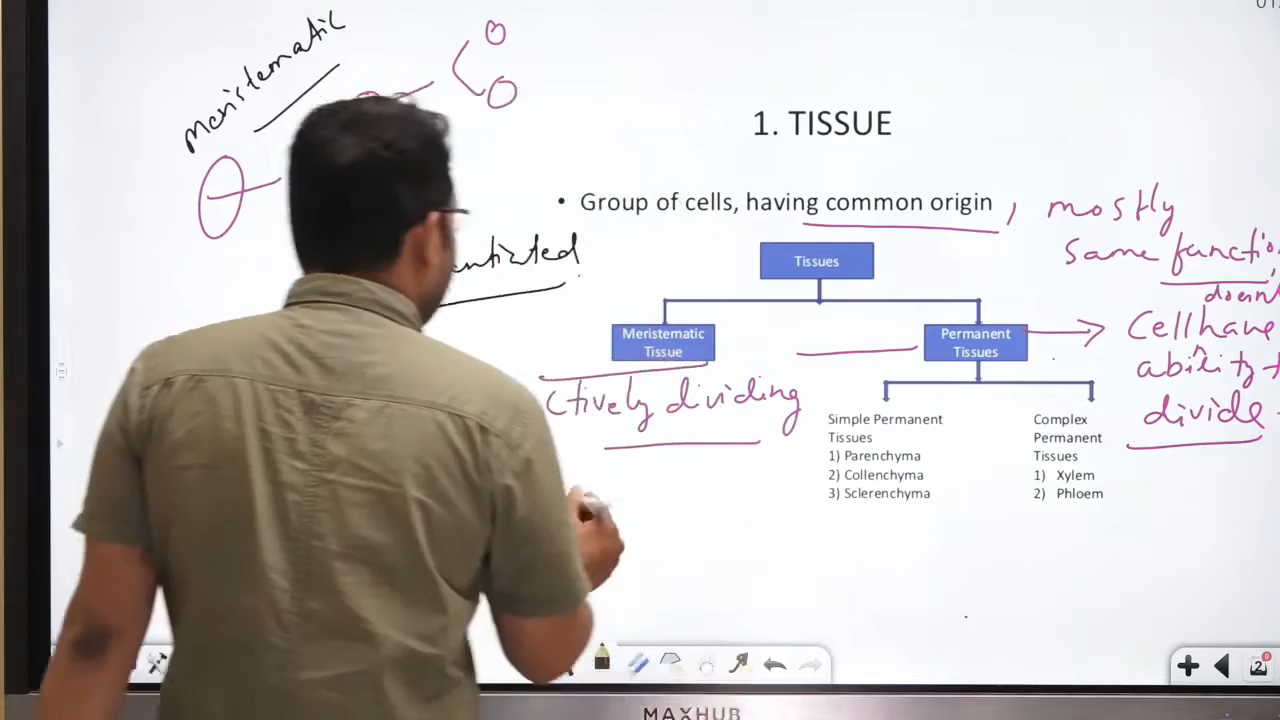 Meristematic
1. TISSUE
• Group of cells, having common origin, mostly
same functio
Tissues
doesn
Meristematic
Tissue
Permanent
Tissues
Cell have
ability t
divide
ctively dividing
Simple Permanent
Tissues
1) Parenchyma
2) Collenchyma
3) Sclerenchyma
Complex
Permanent
Tissues
1) Xylem
2) Phloem
2
MAXHUB